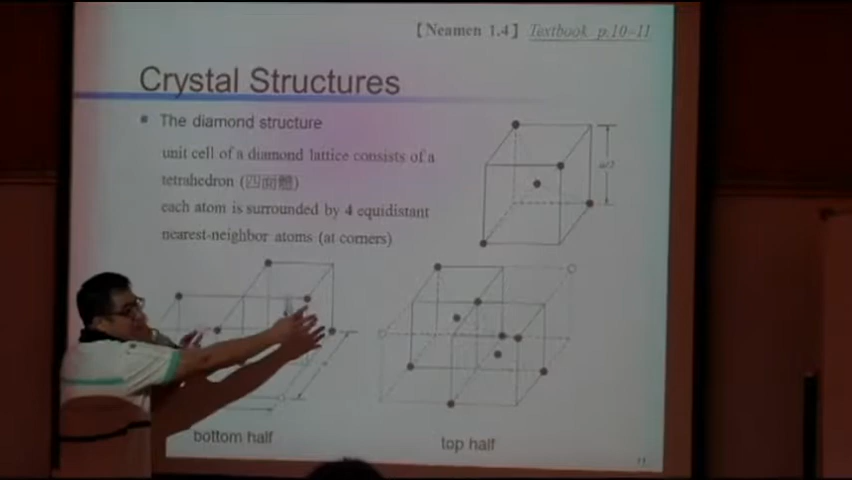 【Neamen 1.4】 Textbook p.10-11
Crystal Structures
The diamond structure
unit cell of a diamond lattice consists of a
tetrahedron (四面體)
each atom is surrounded by 4 equidistant
nearest-neighbor atoms (at corners)
a/2
bottom half
top half